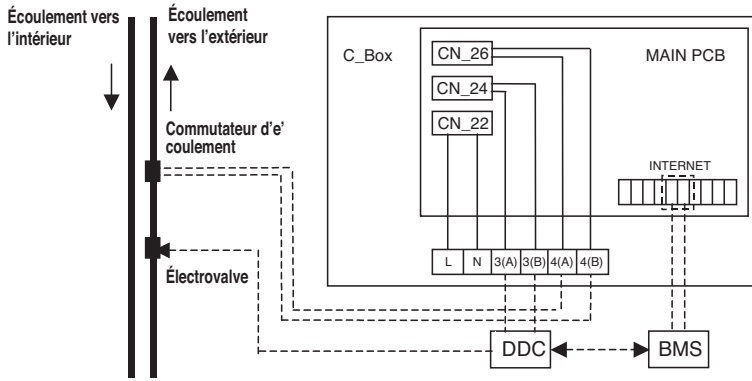 Écoulement vers
l'intérieur
Écoulement
vers l'extérieur
Commutateur d'e'
coulement
Électrovalve
C_Box
MAIN PCB
CN_26
CN_24
CN_22
INTERNET
L N 3(A) 3(B) 4(A) 4(B)
DDC
BMS